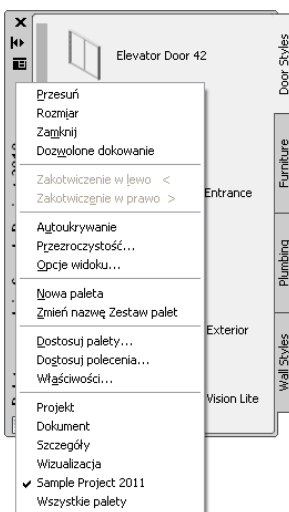 Elevator Door 42
Przesuń
Rozmiar
Zamknij
Dozwolone dokowanie
Zakotwiczenie w lewo <
Zakotwiczenie w prawo >
Autoukrywanie
Przezroczystość...
Opcje widoku...
Nowa paleta
Zmień nazwę Zestaw palet
Dostosuj palety...
Dostosuj polecenia...
Właściwości...
Projekt
Dokument
Szczegóły
Wizualizacja
Sample Project 2011
Wszystkie palety
Entrance
Exterior
Vision Lite
Door Styles
Furniture
Plumbing
Wall Styles